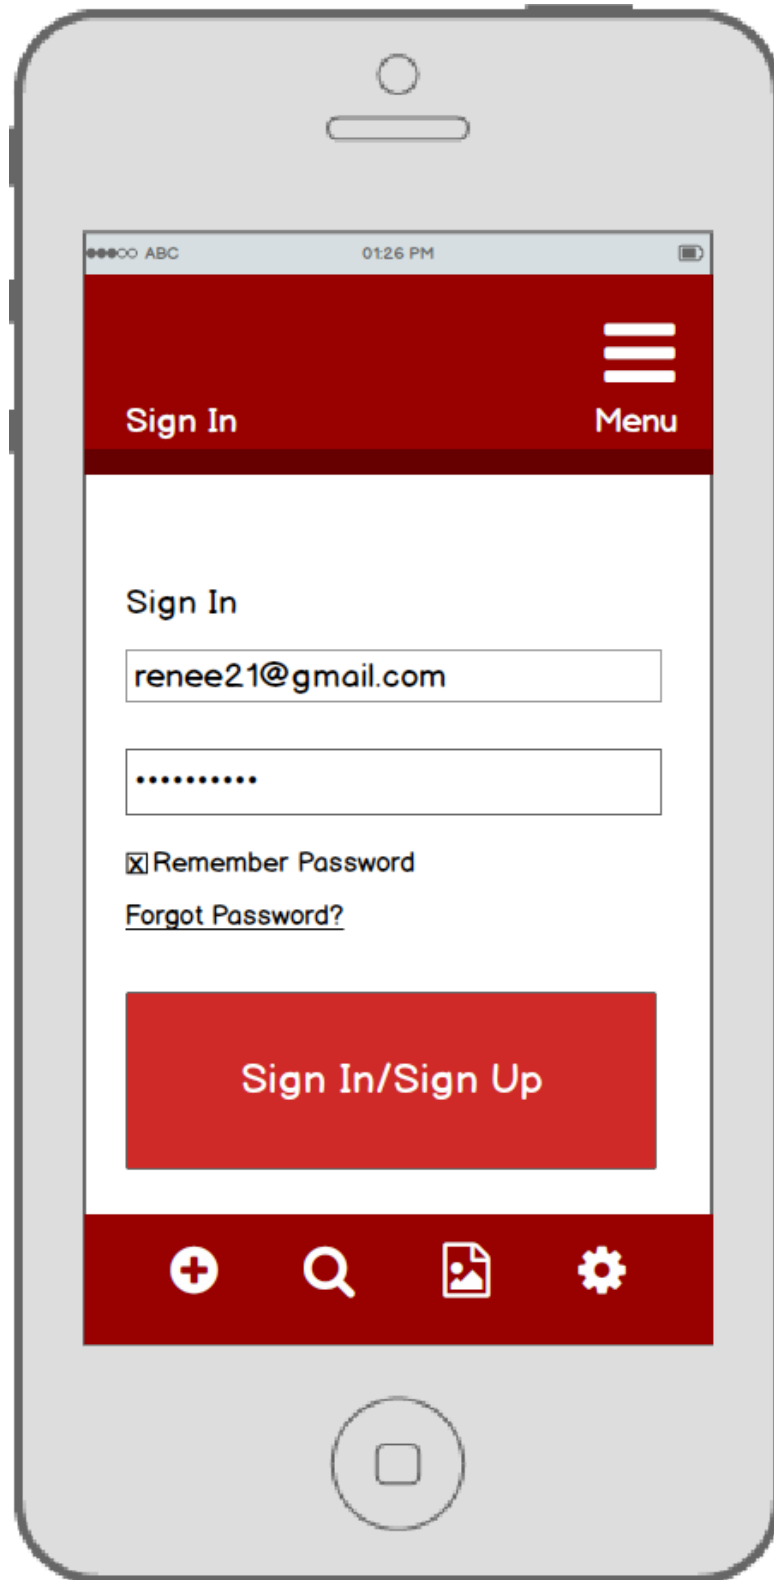 ABC 01:26 PM
Sign In Menu
Sign In
renee21@gmail.com
••••••••••
Remember Password
Forgot Password?
Sign In/Sign Up